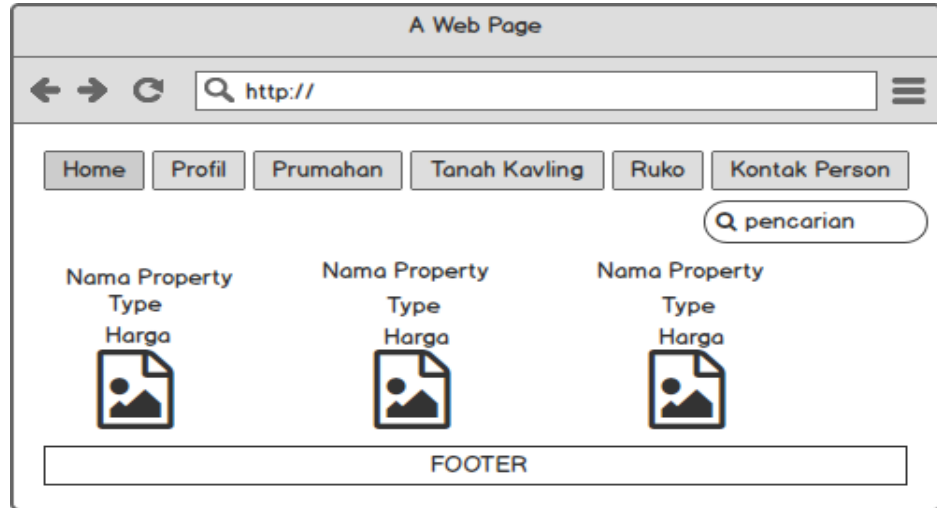 A Web Page
http://
Home Profil Prumahan Tanah Kavling Ruko Kontak Person
pencarian
Nama Property Nama Property Nama Property
Type Type Type
Harga Harga Harga
FOOTER